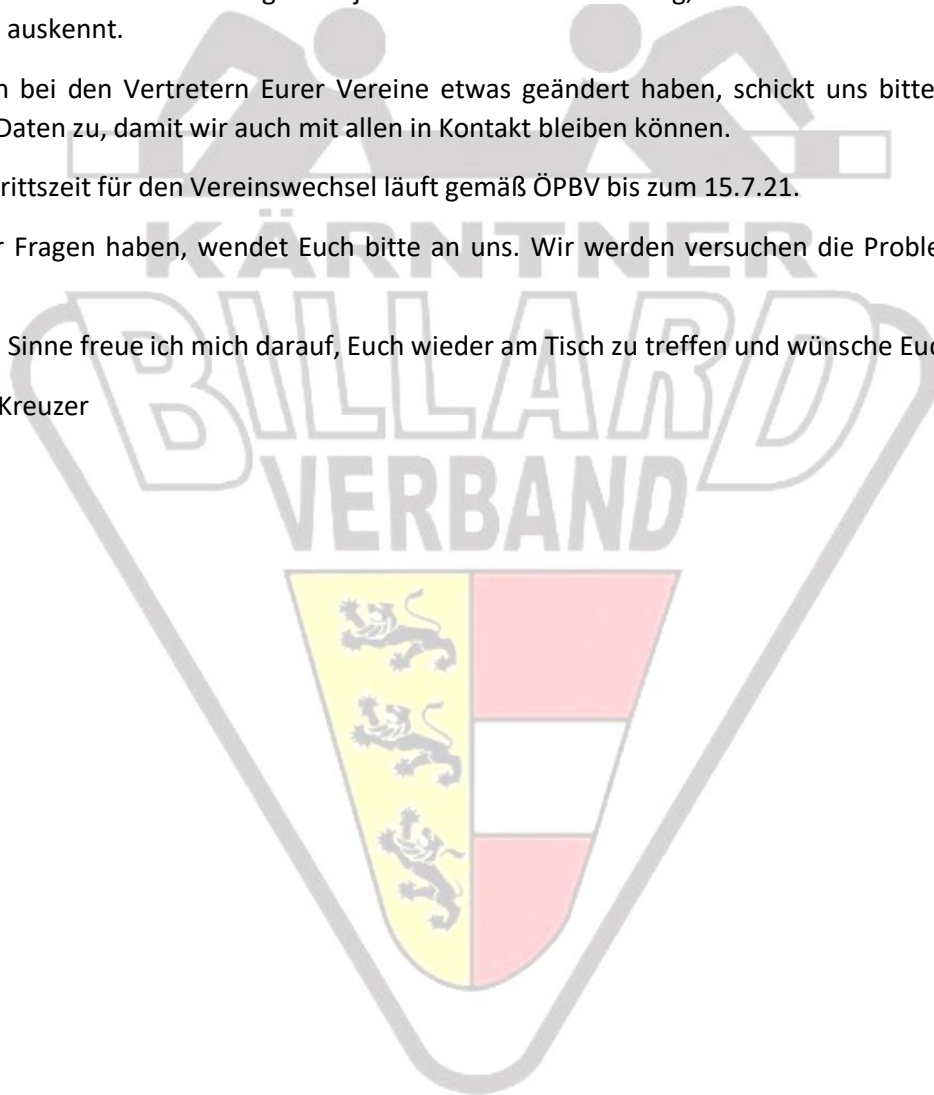 auskennt.
bei den Vertretern Eurer Vereine etwas geändert haben, schickt uns bitte
Daten zu, damit wir auch mit allen in Kontakt bleiben können.
rittszeit für den Vereinswechsel läuft gemäß ÖPBV bis zum 15.7.21.
Fragen haben, wendet Euch bitte an uns. Wir werden versuchen die Proble
Sinne freue ich mich darauf, Euch wieder am Tisch zu treffen und wünsche Euc
Kreuzer
KÄRNTNER
BILLARD
VERBAND